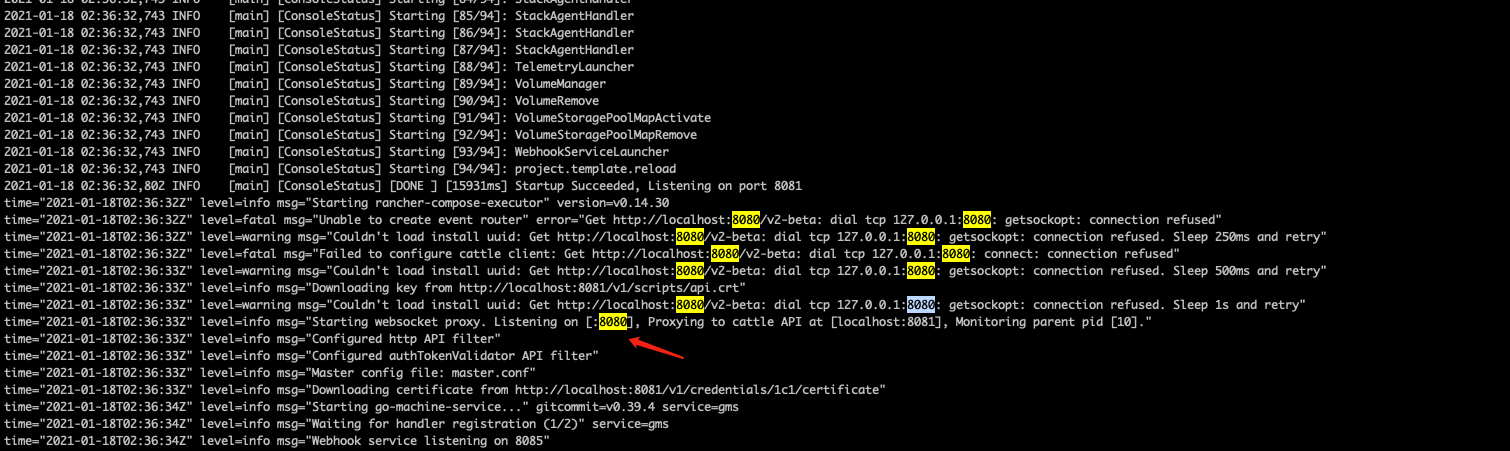 2021-01-18 02:36:32,743 INFO    [main] [ConsoleStatus] Starting [84/94]: StackAgentHandler
2021-01-18 02:36:32,743 INFO    [main] [ConsoleStatus] Starting [85/94]: StackAgentHandler
2021-01-18 02:36:32,743 INFO    [main] [ConsoleStatus] Starting [86/94]: StackAgentHandler
2021-01-18 02:36:32,743 INFO    [main] [ConsoleStatus] Starting [87/94]: StackAgentHandler
2021-01-18 02:36:32,743 INFO    [main] [ConsoleStatus] Starting [88/94]: TelemetryLauncher
2021-01-18 02:36:32,743 INFO    [main] [ConsoleStatus] Starting [89/94]: VolumeManager
2021-01-18 02:36:32,743 INFO    [main] [ConsoleStatus] Starting [90/94]: VolumeRemove
2021-01-18 02:36:32,743 INFO    [main] [ConsoleStatus] Starting [91/94]: VolumeStoragePoolMapActivate
2021-01-18 02:36:32,743 INFO    [main] [ConsoleStatus] Starting [92/94]: VolumeStoragePoolMapRemove
2021-01-18 02:36:32,743 INFO    [main] [ConsoleStatus] Starting [93/94]: WebhookServiceLauncher
2021-01-18 02:36:32,743 INFO    [main] [ConsoleStatus] Starting [94/94]: project.template.reload
2021-01-18 02:36:32,802 INFO    [main] [ConsoleStatus] [DONE ] [15931ms] Startup Succeeded, Listening on port 8081
time="2021-01-18T02:36:32Z" level=info msg="Starting rancher-compose-executor" version=v0.14.30
time="2021-01-18T02:36:32Z" level=fatal msg="Unable to create event router" error="Get http://localhost:8080/v2-beta: dial tcp 127.0.0.1:8080: getsockopt: connection refused"
time="2021-01-18T02:36:32Z" level=warning msg="Couldn't load install uuid: Get http://localhost:8080/v2-beta: dial tcp 127.0.0.1:8080: getsockopt: connection refused. Sleep 250ms and retry"
time="2021-01-18T02:36:32Z" level=fatal msg="Failed to configure cattle client: Get http://localhost:8080/v2-beta: dial tcp 127.0.0.1:8080: connect: connection refused"
time="2021-01-18T02:36:32Z" level=warning msg="Couldn't load install uuid: Get http://localhost:8080/v2-beta: dial tcp 127.0.0.1:8080: getsockopt: connection refused. Sleep 500ms and retry"
time="2021-01-18T02:36:33Z" level=info msg="Downloading key from http://localhost:8081/v1/scripts/api.crt"
time="2021-01-18T02:36:33Z" level=warning msg="Couldn't load install uuid: Get http://localhost:8080/v2-beta: dial tcp 127.0.0.1:8080: getsockopt: connection refused. Sleep 1s and retry"
time="2021-01-18T02:36:33Z" level=info msg="Starting websocket proxy. Listening on [:8080], Proxying to cattle API at [localhost:8081], Monitoring parent pid [10]."
time="2021-01-18T02:36:33Z" level=info msg="Configured http API filter"
time="2021-01-18T02:36:33Z" level=info msg="Configured authTokenValidator API filter"
time="2021-01-18T02:36:33Z" level=info msg="Master config file: master.conf"
time="2021-01-18T02:36:33Z" level=info msg="Downloading certificate from http://localhost:8081/v1/credentials/1c1/certificate"
time="2021-01-18T02:36:34Z" level=info msg="Starting go-machine-service..." gitcommit=v0.39.4 service=gms
time="2021-01-18T02:36:34Z" level=info msg="Waiting for handler registration (1/2)" service=gms
time="2021-01-18T02:36:34Z" level=info msg="Webhook service listening on 8085"